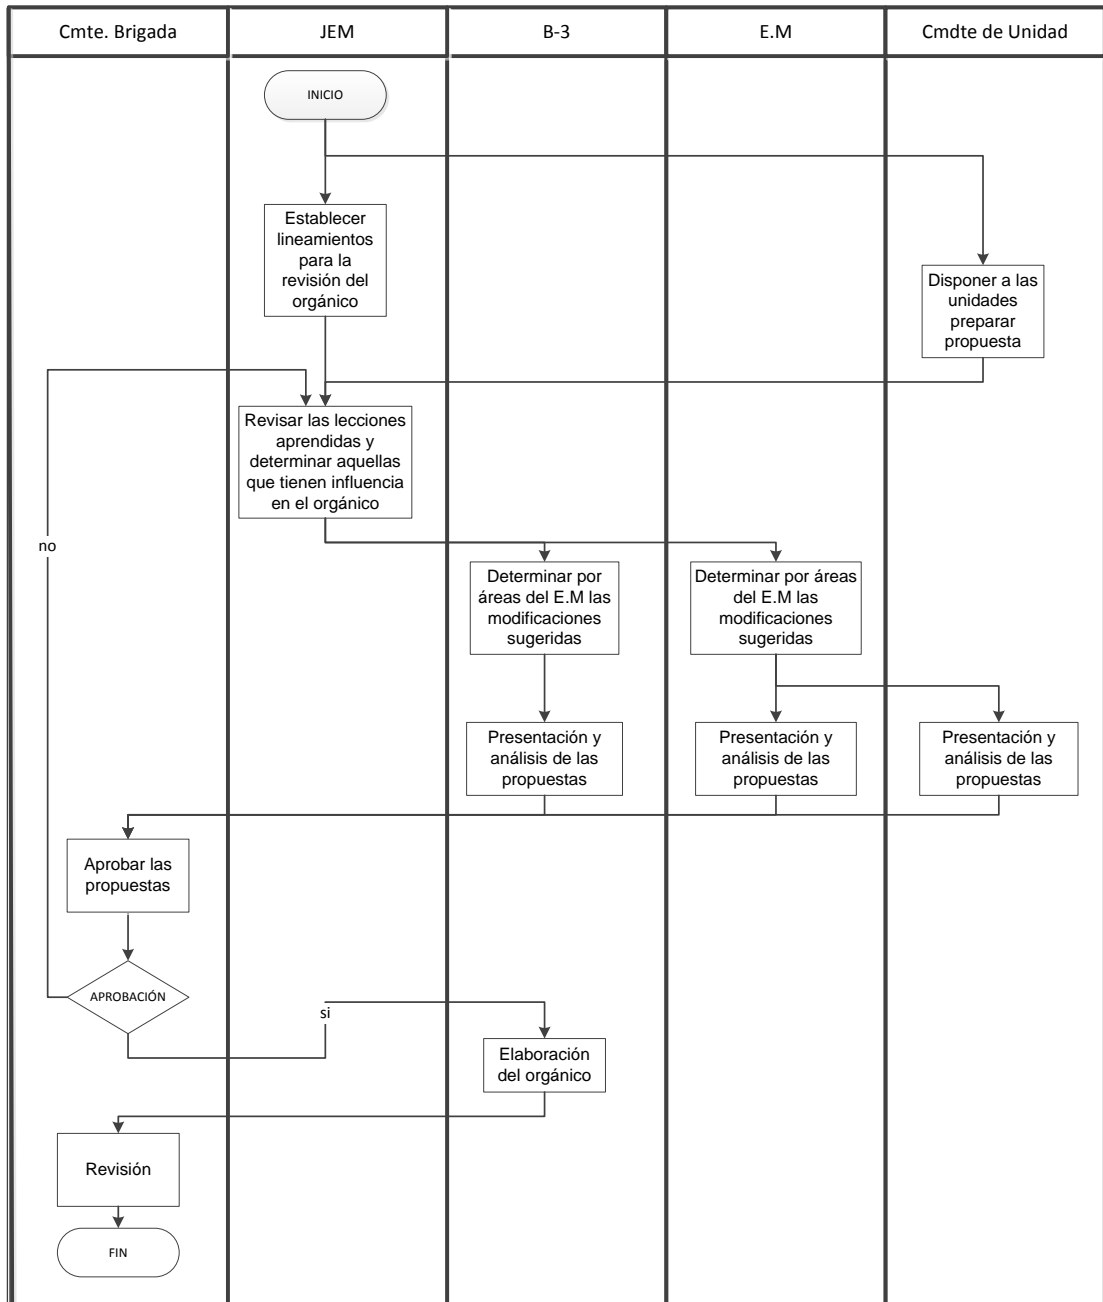 Cmte. Brigada
JEM
B-3
E.M
Cmdte de Unidad
INICIO
Establecer
lineamientos
para la
revisión del
orgánico
Disponer a las
unidades
preparar
propuesta
Revisar las lecciones
aprendidas y
determinar aquellas
que tienen influencia
en el orgánico
no
Determinar por
áreas del E.M las
modificaciones
sugeridas
Determinar por áreas
del E.M las
modificaciones
sugeridas
Presentación y
análisis de las
propuestas
Presentación y
análisis de las
propuestas
Presentación y
análisis de las
propuestas
Aprobar las
propuestas
APROBACIÓN
si
Elaboración
del orgánico
Revisión
FIN